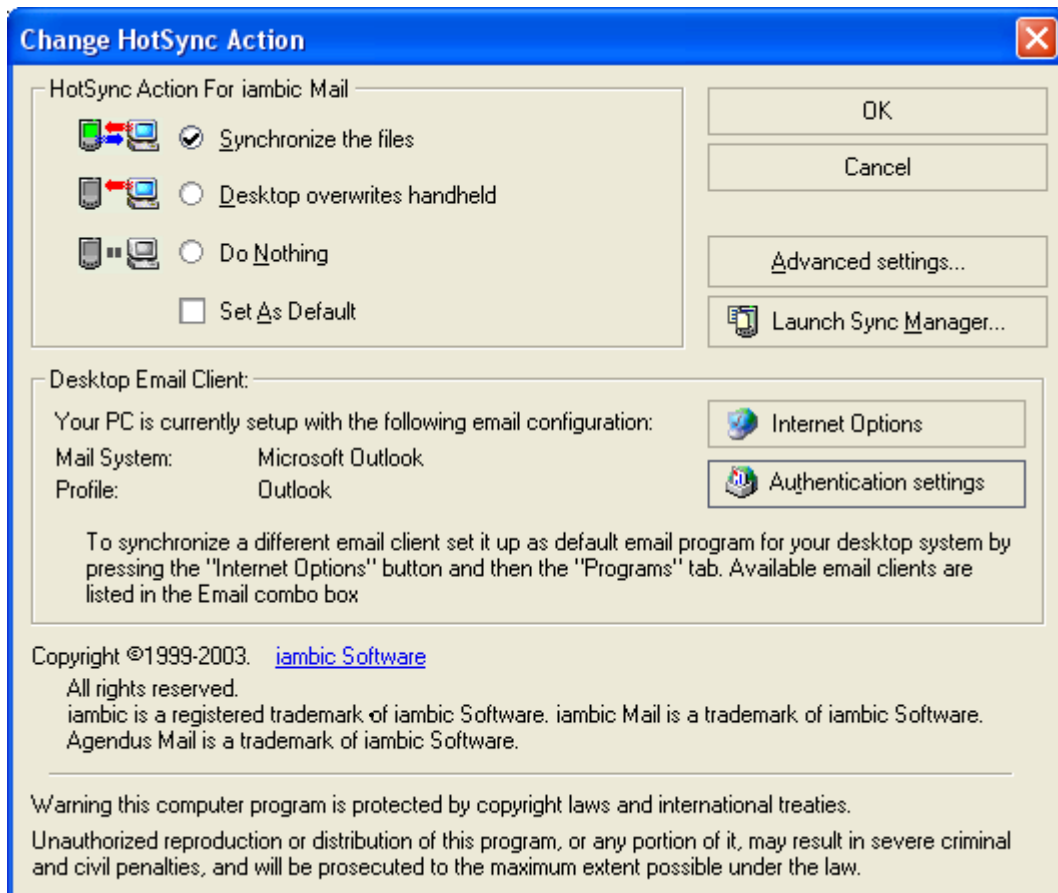 Change HotSync Action
HotSync Action For iambic Mail
Synchronize the files
Desktop overwrites handheld
Do Nothing
Set As Default
OK
Cancel
Advanced settings...
Launch Sync Manager...
Desktop Email Client:
Your PC is currently setup with the following email configuration:
Mail System: Microsoft Outlook
Profile: Outlook
Internet Options
Authentication settings
To synchronize a different email client set it up as default email program for your desktop system by
pressing the "Internet Options" button and then the "Programs" tab. Available email clients are
listed in the Email combo box
Copyright ©1999-2003. iambic Software
All rights reserved.
iambic is a registered trademark of iambic Software. iambic Mail is a trademark of iambic Software.
Agendus Mail is a trademark of iambic Software.
Warning this computer program is protected by copyright laws and international treaties.
Unauthorized reproduction or distribution of this program, or any portion of it, may result in severe criminal
and civil penalties, and will be prosecuted to the maximum extent possible under the law.